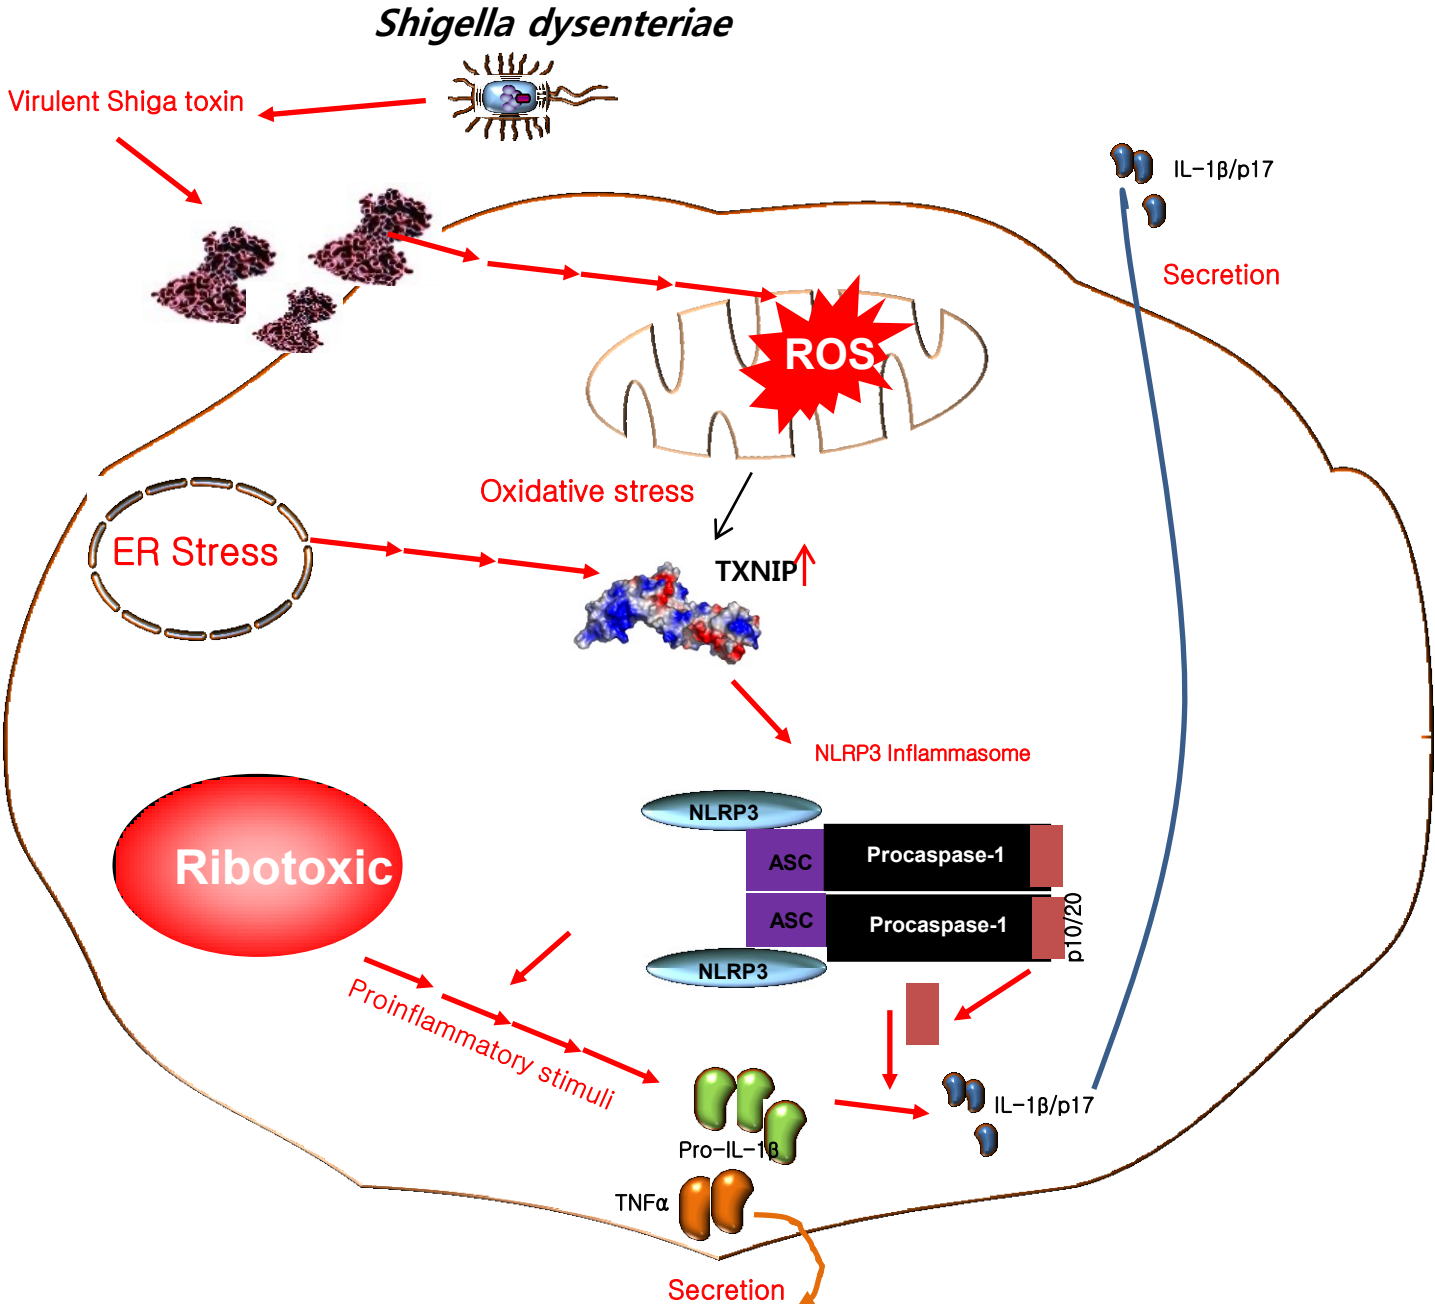 Shigella dysenteriae
Virulent Shiga toxin
IL-1β/p17
Secretion
ROS
Oxidative stress
ER Stress
TXNIP
NLRP3 Inflammasome
NLRP3
ASC
Procaspase-1
Ribotoxic
ASC
Procaspase-1
p10/20
NLRP3
Proinflammatory stimuli
IL-1β/p17
Pro-IL-1β
TNFα
Secretion